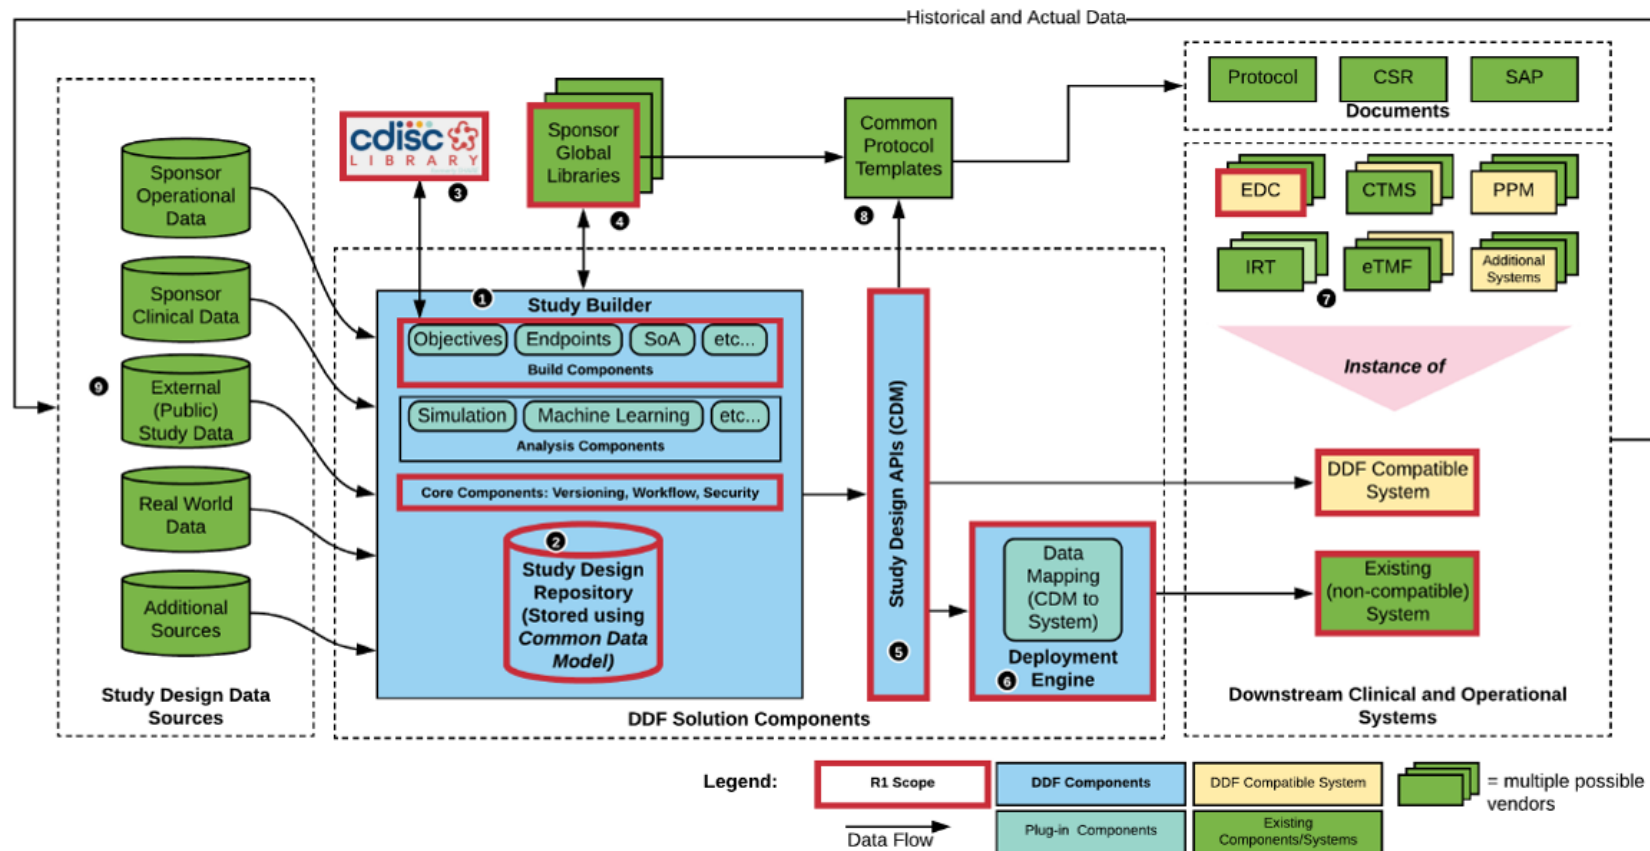 Historical and Actual Data
Sponsor
Operational
Data
Sponsor
Clinical Data
9
External
(Public)
Study Data
Real World
Data
Additional
Sources
Study Design Data
Sources
cdisc
LIBRARY
3
Sponsor
Global
Libraries
4
Common
Protocol
Templates
8
1
Study Builder
Objectives
Endpoints
SoA
etc...
Build Components
Simulation
Machine Learning
etc...
Analysis Components
Core Components: Versioning, Workflow, Security
2
Study Design
Repository
(Stored using
Common Data
Model)
Study Design APIs (CDM)
5
Data
Mapping
(CDM to
System)
Deployment
Engine
6
DDF Solution Components
Protocol
CSR
SAP
Documents
EDC
CTMS
PPM
IRT
eTMF
Additional
Systems
7
Instance of
DDF Compatible
System
Existing
(non-compatible)
System
Downstream Clinical and Operational
Systems
Legend:
R1 Scope
DDF Components
DDF Compatible System
= multiple possible
vendors
Data Flow
Plug-in Components
Existing
Components/Systems